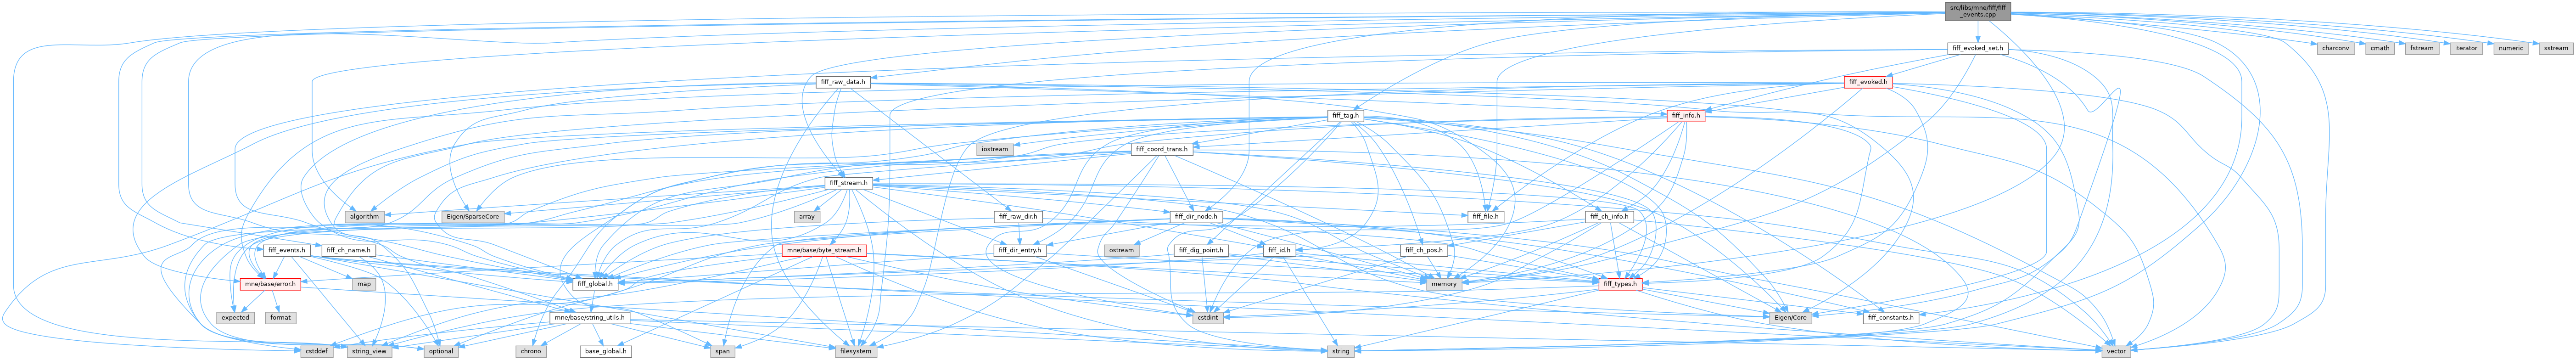 src/libs/mne/fiff/fiff
_events.cpp
fiff_evoked_set.h
charconv
cmath
fstream
iterator
numeric
sstream
fiff_raw_data.h
fiff_evoked.h
fiff_tag.h
fiff_info.h
iostream
fiff_coord_trans.h
fiff_stream.h
algorithm
Eigen/SparseCore
array
fiff_raw_dir.h
fiff_file.h
fiff_dir_node.h
fiff_ch_info.h
fiff_events.h
fiff_ch_name.h
mne/base/byte_stream.h
fiff_dir_entry.h
ostream
fiff_dig_point.h
fiff_id.h
fiff_ch_pos.h
mne/base/error.h
map
fiff_global.h
memory
fiff_types.h
expected
format
mne/base/string_utils.h
cstdint
Eigen/Core
fiff_constants.h
cstddef
string_view
optional
chrono
base_global.h
span
filesystem
string
vector